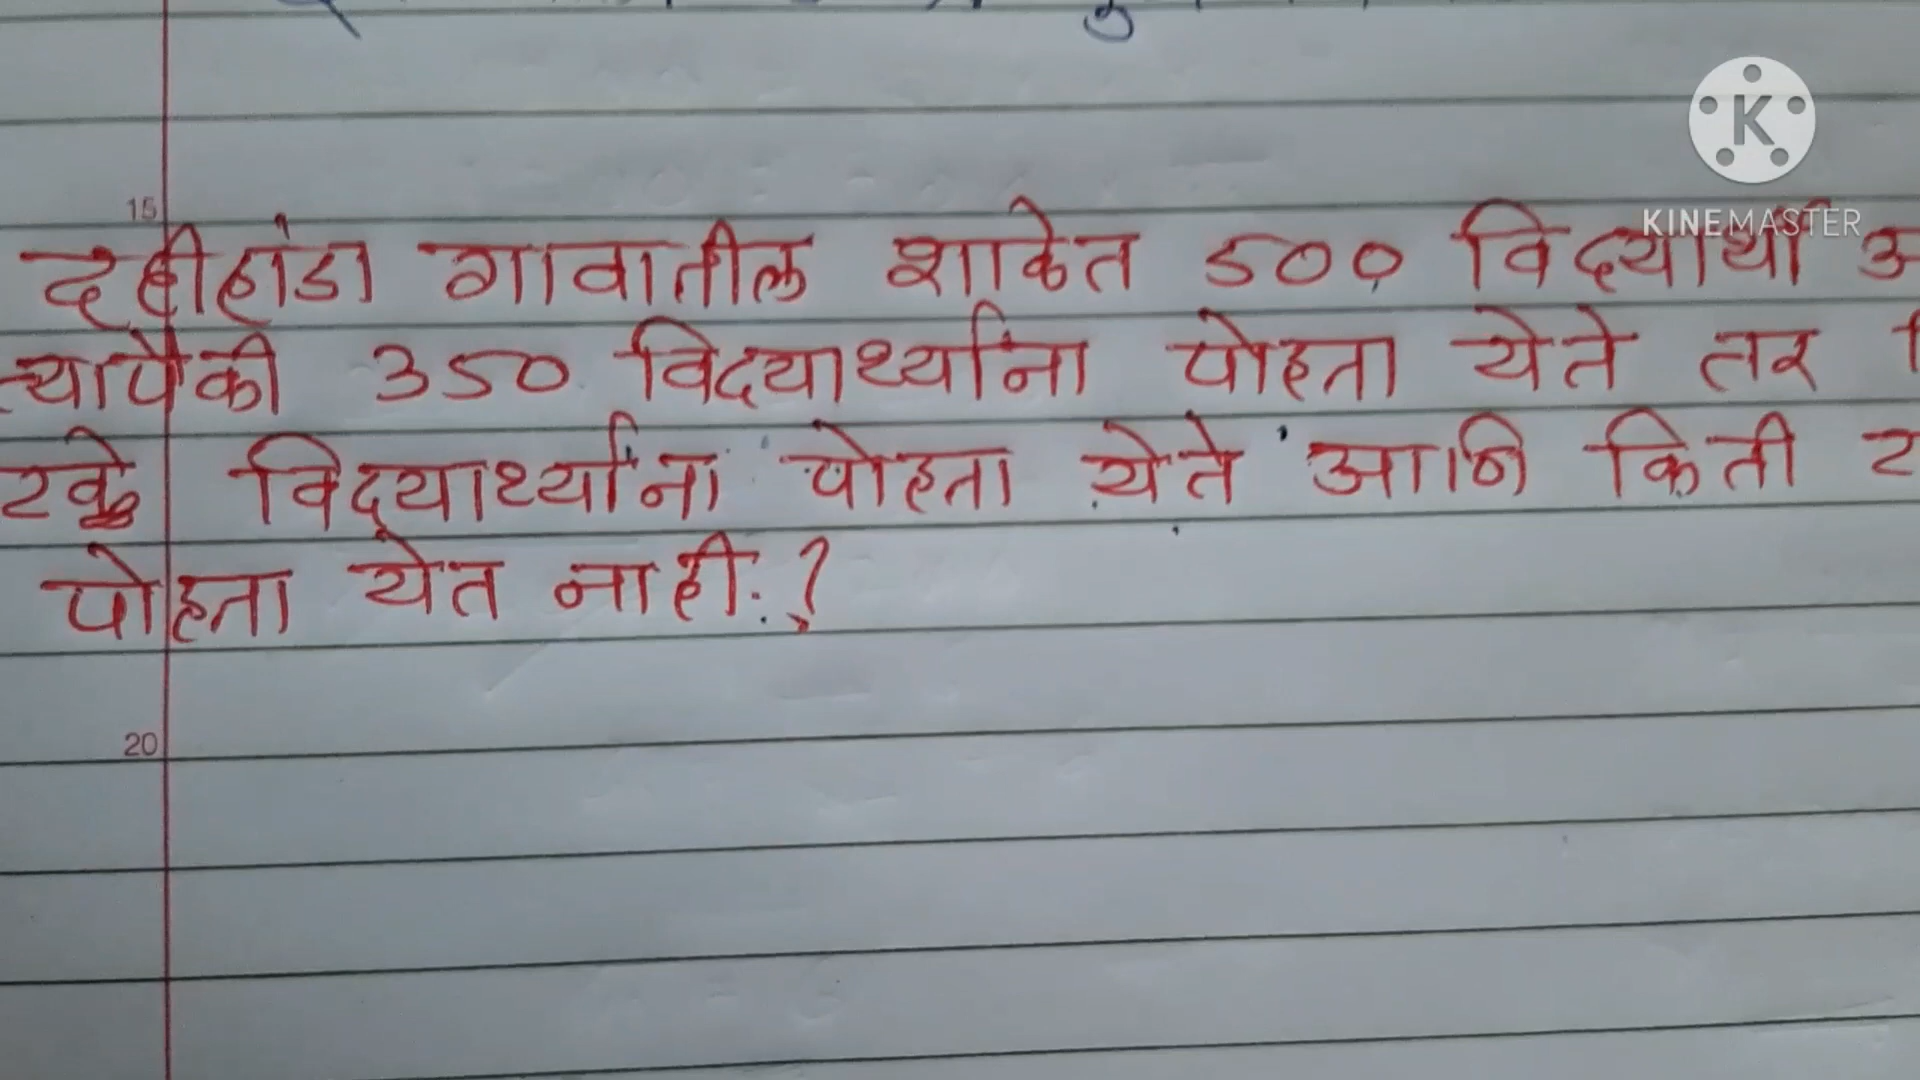 15
दहीहांडा गावातील शाळेत 500 विद्यार्थी
त्यापैकी 350 विद्यार्थ्यांना पोहता येते तर
टक्के विद्यार्थ्यांना पोहता येते आणि किती
पोहता येत नाही.?
20
K
KINEMASTER